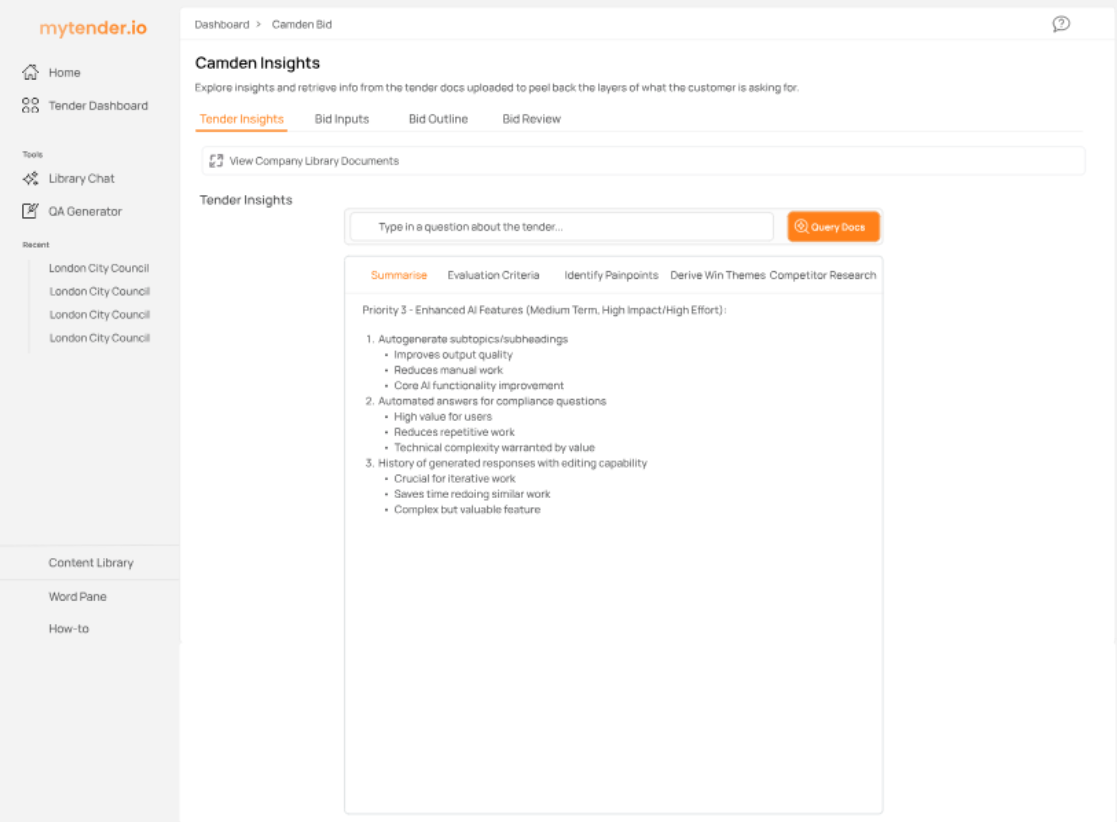 mytender.io
Home
Tender Dashboard
Tools
Library Chat
QA Generator
Recent
London City Council
London City Council
London City Council
London City Council
Content Library
Word Pane
How-to
Dashboard > Camden Bid
Camden Insights
Explore insights and retrieve info from the tender docs uploaded to peel back the layers of what the customer is asking for.
Tender Insights Bid Inputs Bid Outline Bid Review
View Company Library Documents
Tender Insights
Type in a question about the tender... Query Docs
Summarise Evaluation Criteria Identify Painpoints Derive Win Themes Competitor Research
Priority 3 - Enhanced AI Features (Medium Term, High Impact/High Effort):
1. Autogenerate subtopics/subheadings
• Improves output quality
• Reduces manual work
• Core AI functionality improvement
2. Automated answers for compliance questions
• High value for users
• Reduces repetitive work
• Technical complexity warranted by value
3. History of generated responses with editing capability
• Crucial for iterative work
• Saves time redoing similar work
• Complex but valuable feature